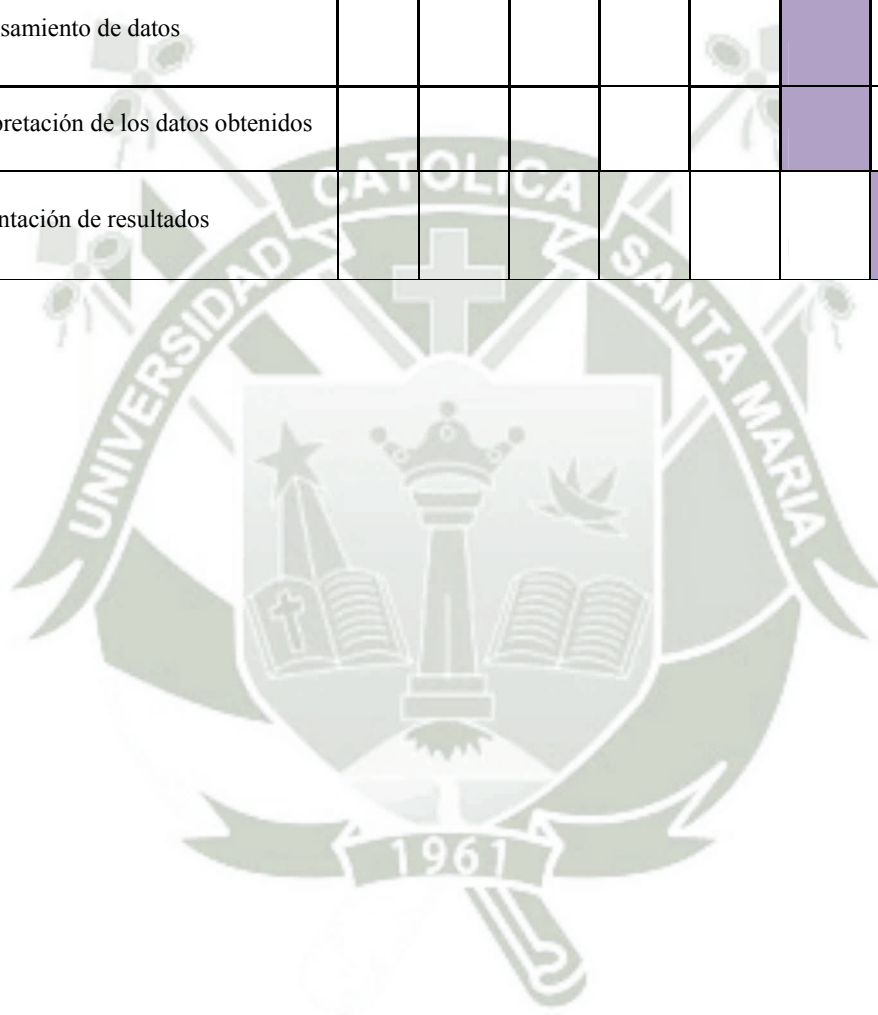 samiento de datos
pretación de los datos obtenidos
ntación de resultados
UNIVERSIDAD CATOLICA SANTA MARIA
1961